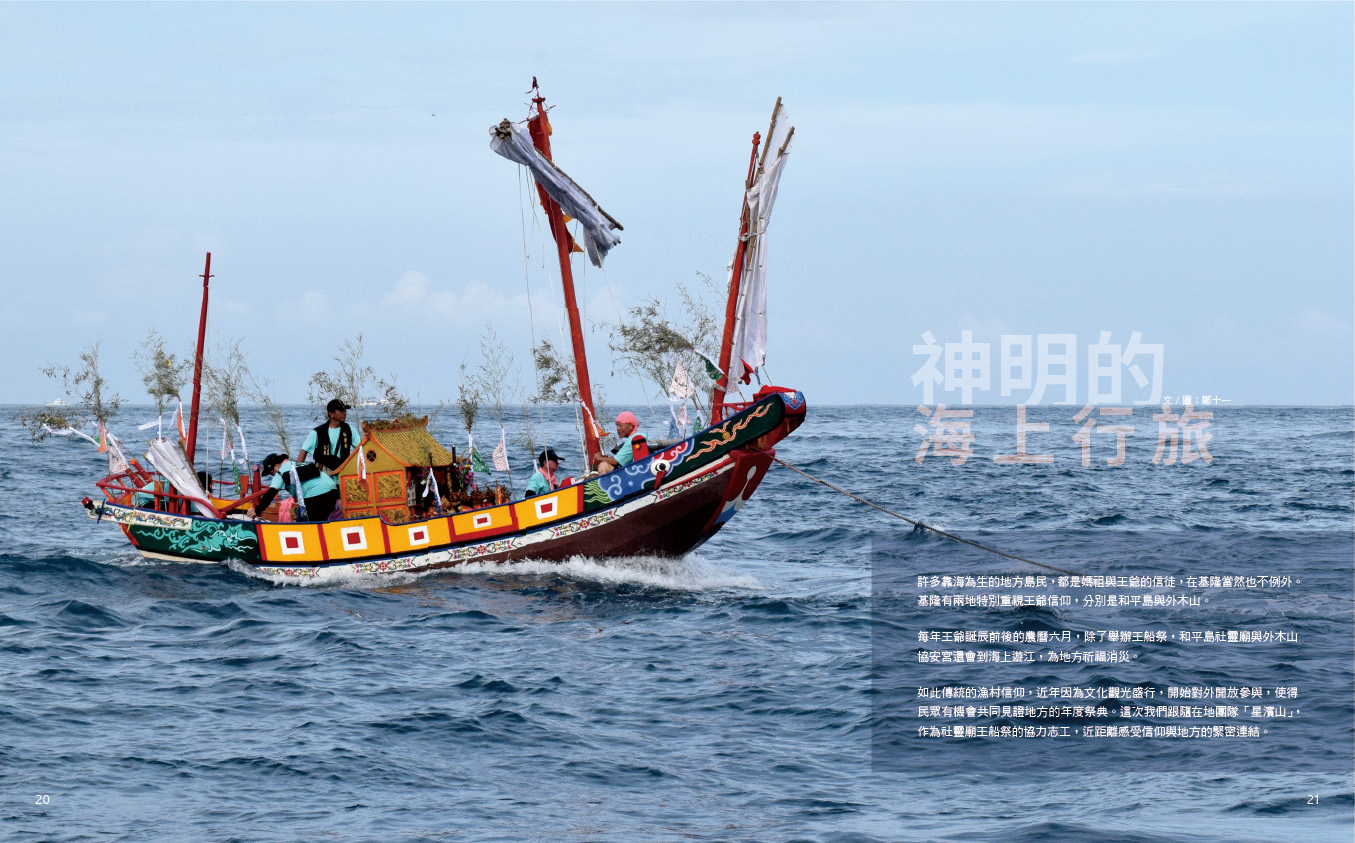 神明的
海上行旅
文/圖：鄭十一
許多靠海為生的地方島民，都是媽祖與王爺的信徒，在基隆當然也不例外。
基隆有兩地特別重視王爺信仰，分別是和平島與外木山。
每年王爺誕辰前後的農曆六月，除了舉辦王船祭，和平島社靈廟與外木山
協安宮還會到海上遊江，為地方祈福消災。
如此傳統的漁村信仰，近年因為文化觀光盛行，開始對外開放參與，使得
民眾有機會共同見證地方的年度祭典。這次我們跟隨在地團隊「星濱山」，
作為社靈廟王船祭的協力志工，近距離感受信仰與地方的緊密連結。
20
21